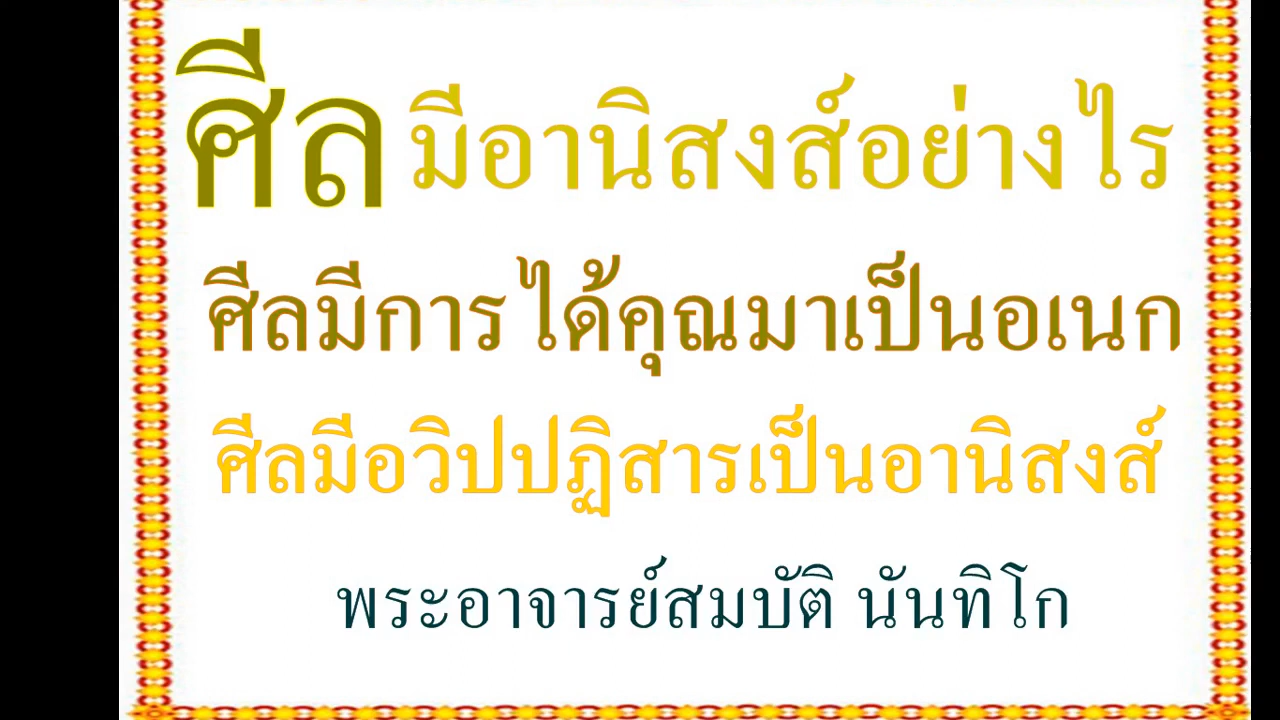 ศีล มีอานิสงส์อย่างไร
ศีลมีการได้คุณมาเป็นอเนก
ศีลมีอวิปปฏิสารเป็นอานิสงส์
พระอาจารย์สมบัติ นันทิโก